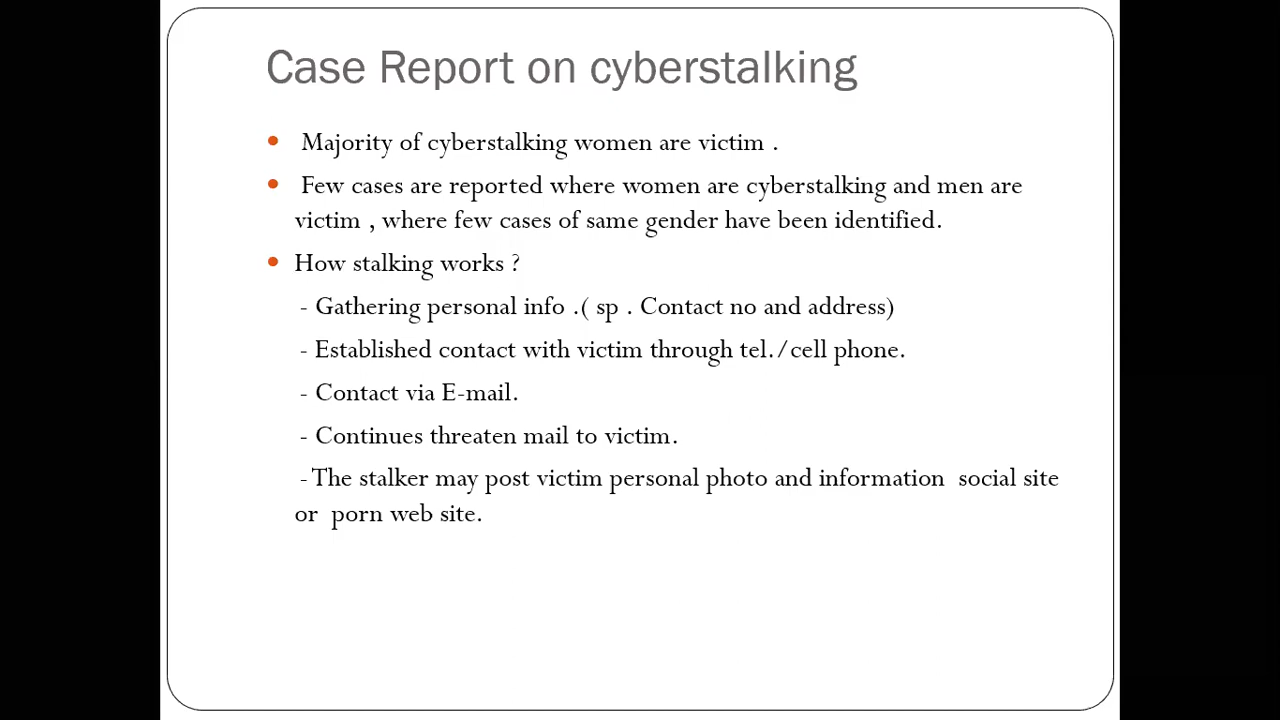 Case Report on cyberstalking
• Majority of cyberstalking women are victim .
• Few cases are reported where women are cyberstalking and men are
victim , where few cases of same gender have been identified.
• How stalking works ?
- Gathering personal info .( sp . Contact no and address)
- Established contact with victim through tel./cell phone.
- Contact via E-mail.
- Continues threaten mail to victim.
-The stalker may post victim personal photo and information  social site
or  porn web site.